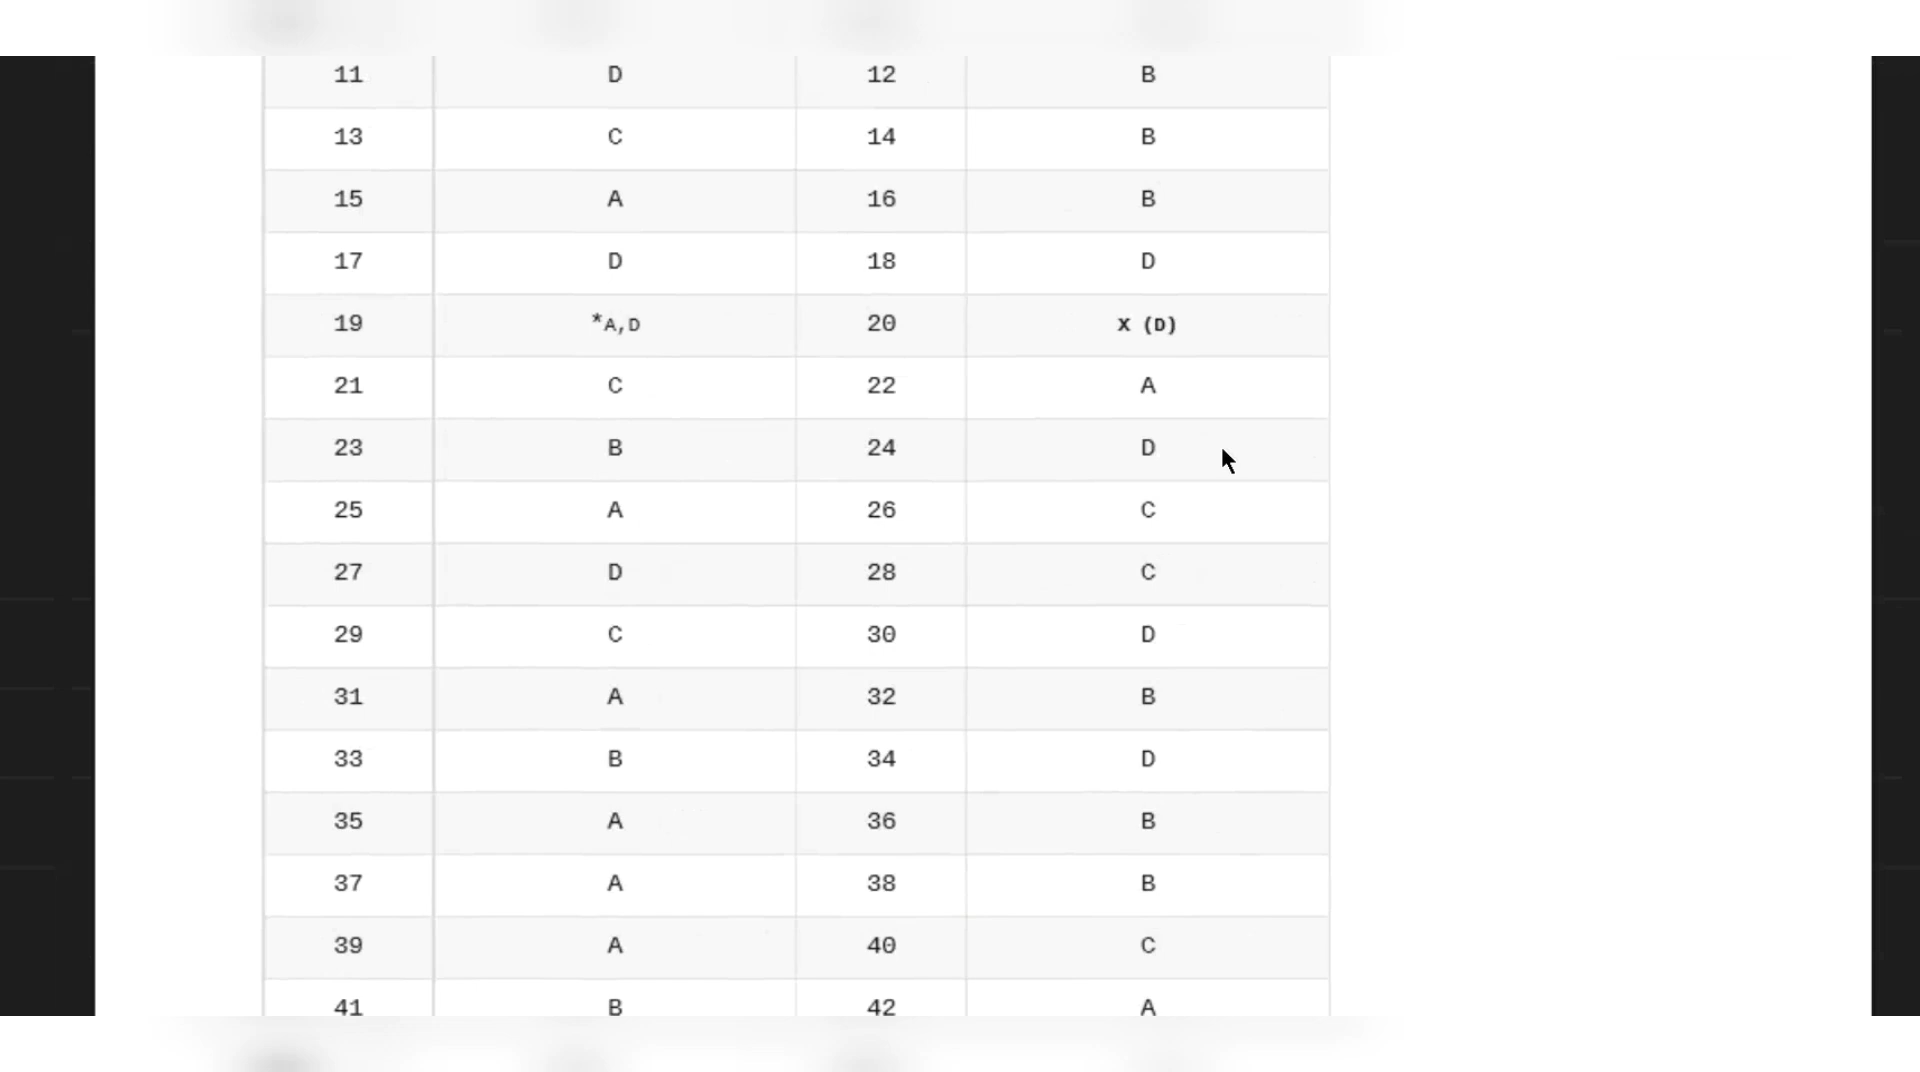 11 D 12 B
13 C 14 B
15 A 16 B
17 D 18 D
19 *A,D 20 X (D)
21 C 22 A
23 B 24 D
25 A 26 C
27 D 28 C
29 C 30 D
31 A 32 B
33 B 34 D
35 A 36 B
37 A 38 B
39 A 40 C
41 B 42 A